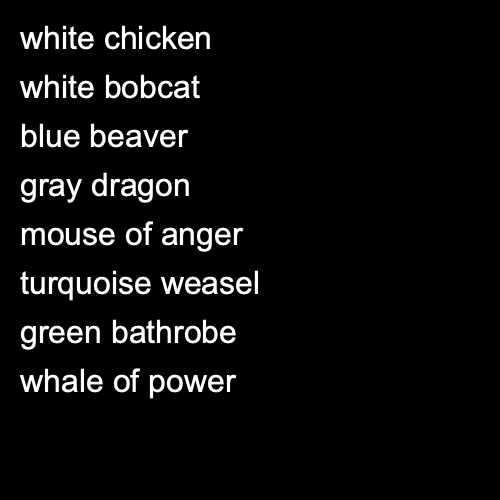 white chicken
white bobcat
blue beaver
gray dragon
mouse of anger
turquoise weasel
green bathrobe
whale of power